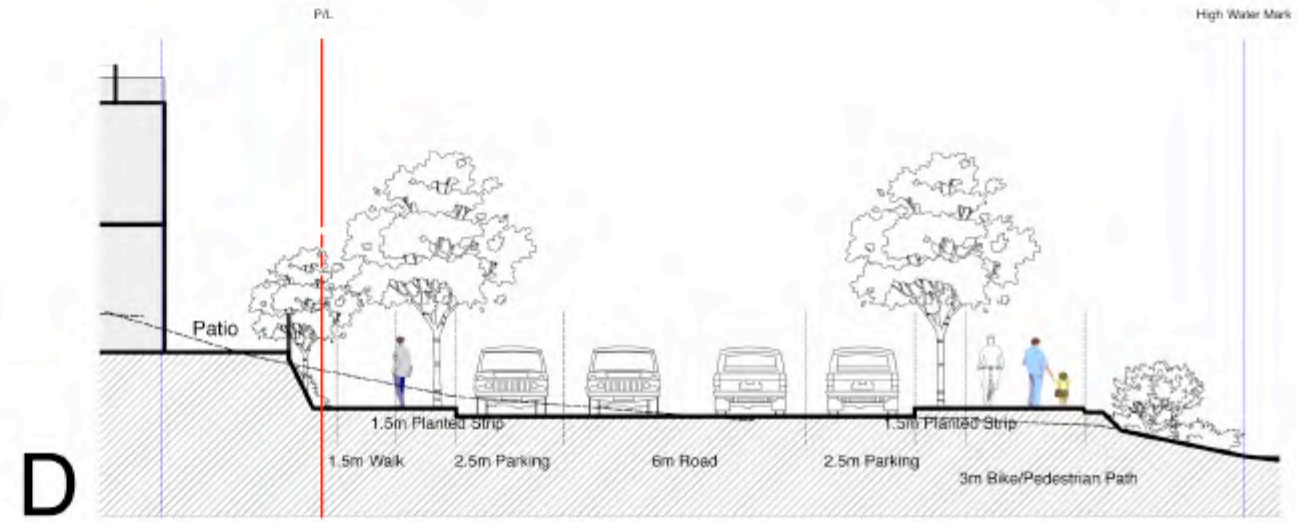 P/L
High Water Mark
Patio
1.5m Planted Strip
1.5m Planted Strip
1.5m Walk
2.5m Parking
6m Road
2.5m Parking
3m Bike/Pedestrian Path
D